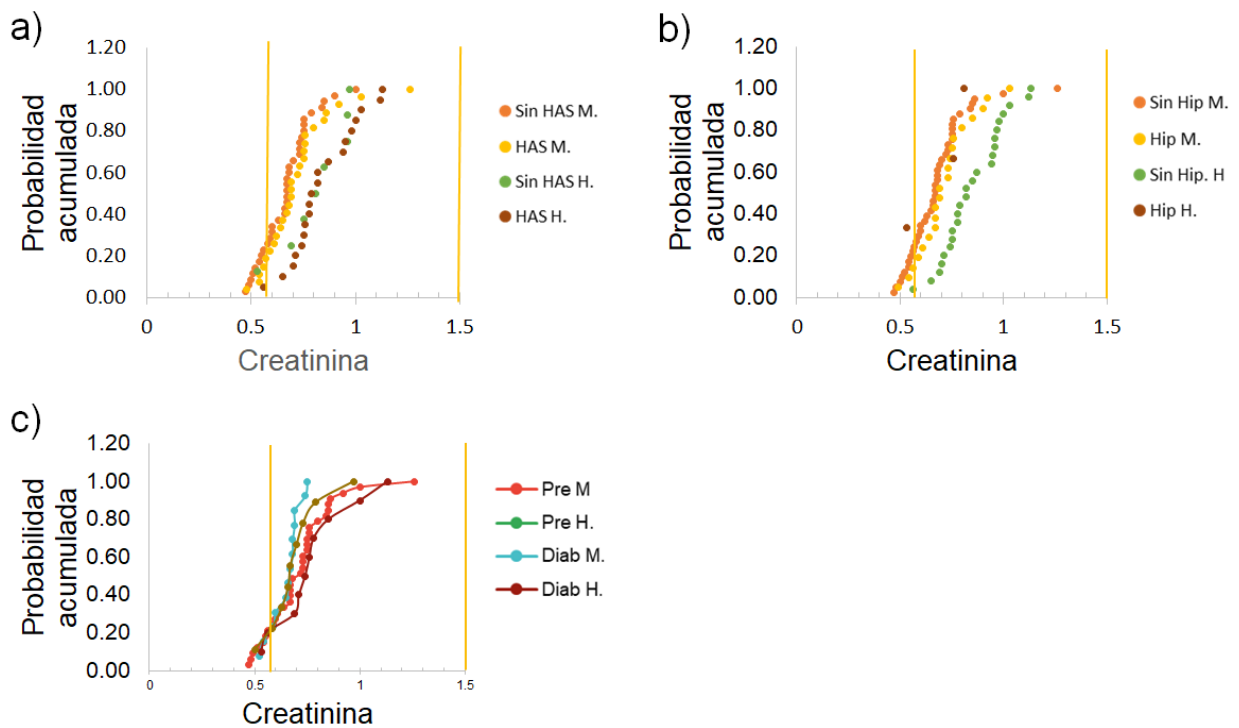 a)
1.20
1.00
0.80
0.60
0.40
0.20
0.00
Probabilidad
acumulada
0 0.5 1 1.5
Creatinina
Sin HAS M.
HAS M.
Sin HAS H.
HAS H.
b)
1.20
1.00
0.80
0.60
0.40
0.20
0.00
Probabilidad
acumulada
0 0.5 1 1.5
Creatinina
Sin Hip M.
Hip M.
Sin Hip. H
Hip H.
c)
1.20
1.00
0.80
0.60
0.40
0.20
0.00
Probabilidad
acumulada
0 0.5 1 1.5
Creatinina
Pre M
Pre H.
Diab M.
Diab H.